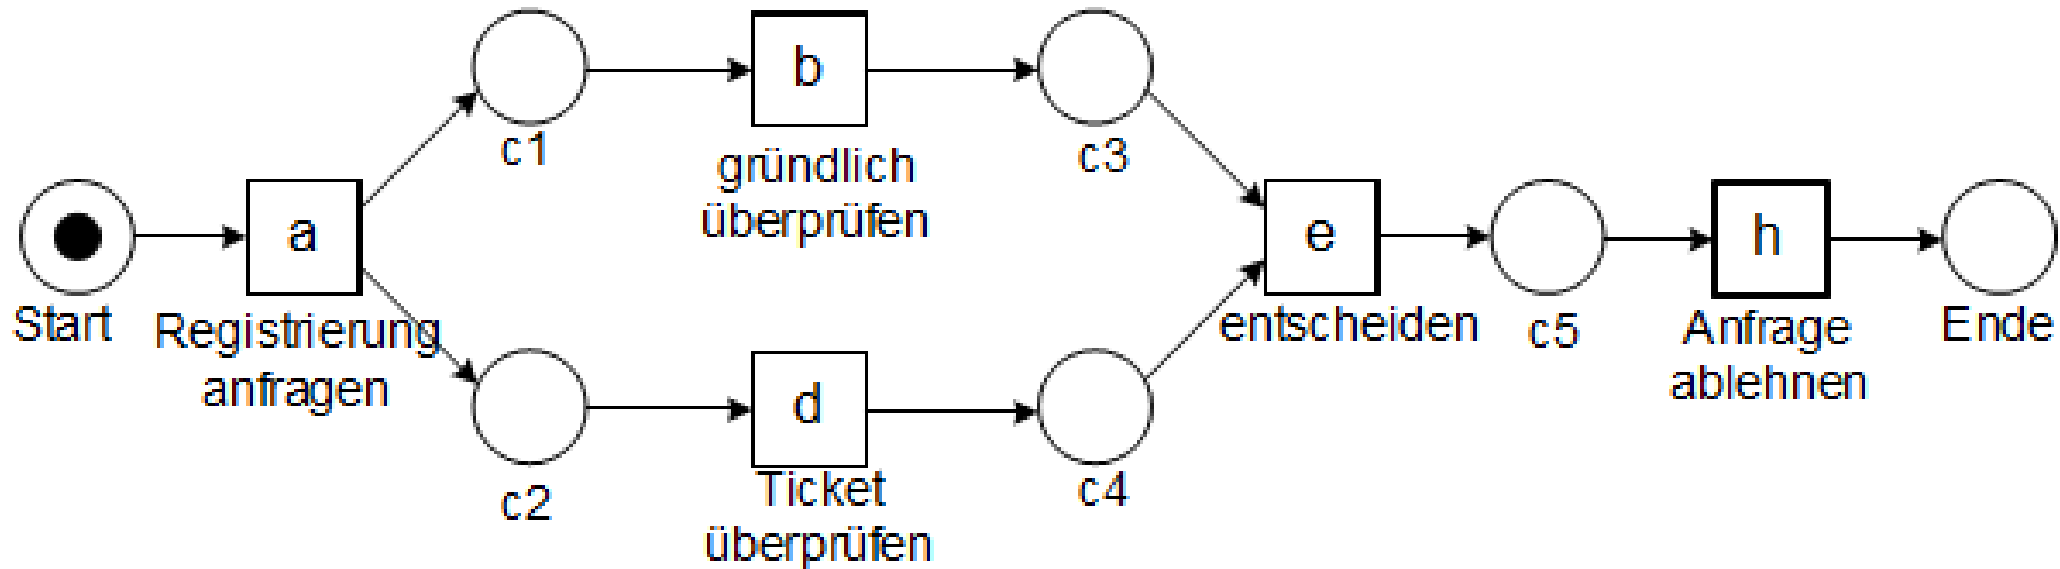 b
c1
c3
gründlich
überprüfen
a
e
h
Start
Registrierung
anfragen
entscheiden
c5
Anfrage
ablehnen
Ende
d
c2
c4
Ticket
überprüfen